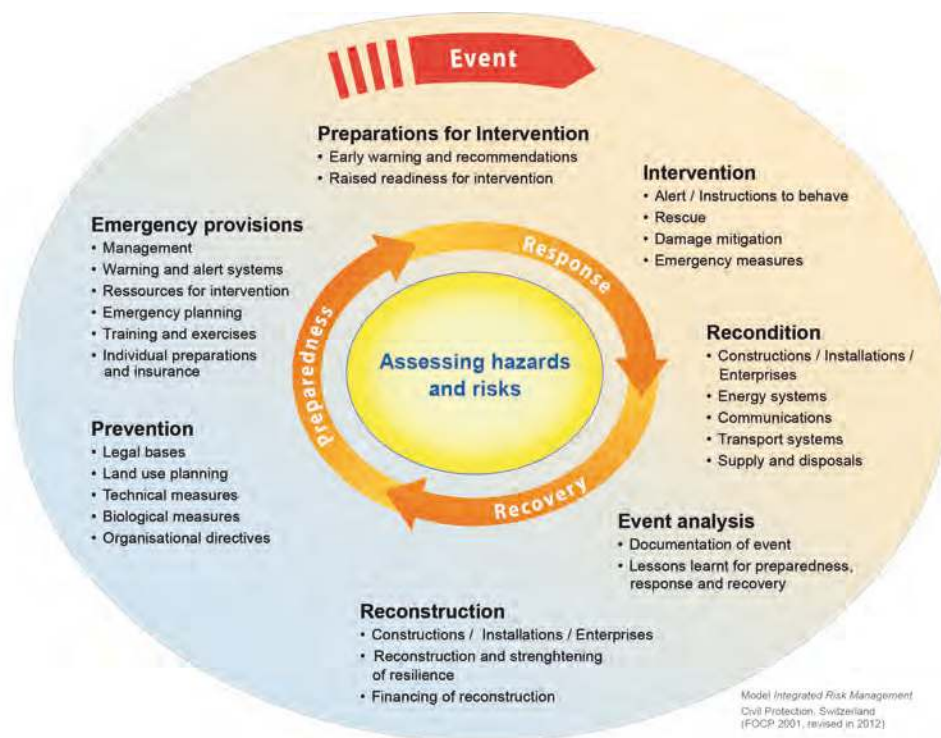 Event
Preparations for Intervention
• Early warning and recommendations
• Raised readiness for intervention
Intervention
• Alert / Instructions to behave
• Rescue
• Damage mitigation
• Emergency measures
Emergency provisions
• Management
• Warning and alert systems
• Ressources for intervention
• Emergency planning
• Training and exercises
• Individual preparations
and insurance
Response
Preparedness
Recovery
Assessing hazards
and risks
Recondition
• Constructions / Installations /
Enterprises
• Energy systems
• Communications
• Transport systems
• Supply and disposals
Prevention
• Legal bases
• Land use planning
• Technical measures
• Biological measures
• Organisational directives
Event analysis
• Documentation of event
• Lessons learnt for preparedness,
response and recovery
Reconstruction
• Constructions / Installations / Enterprises
• Reconstruction and strenghtening
of resilience
• Financing of reconstruction
Model Integrated Risk Management
Civil Protection, Switzerland
(FOCP 2001, revised in 2012)